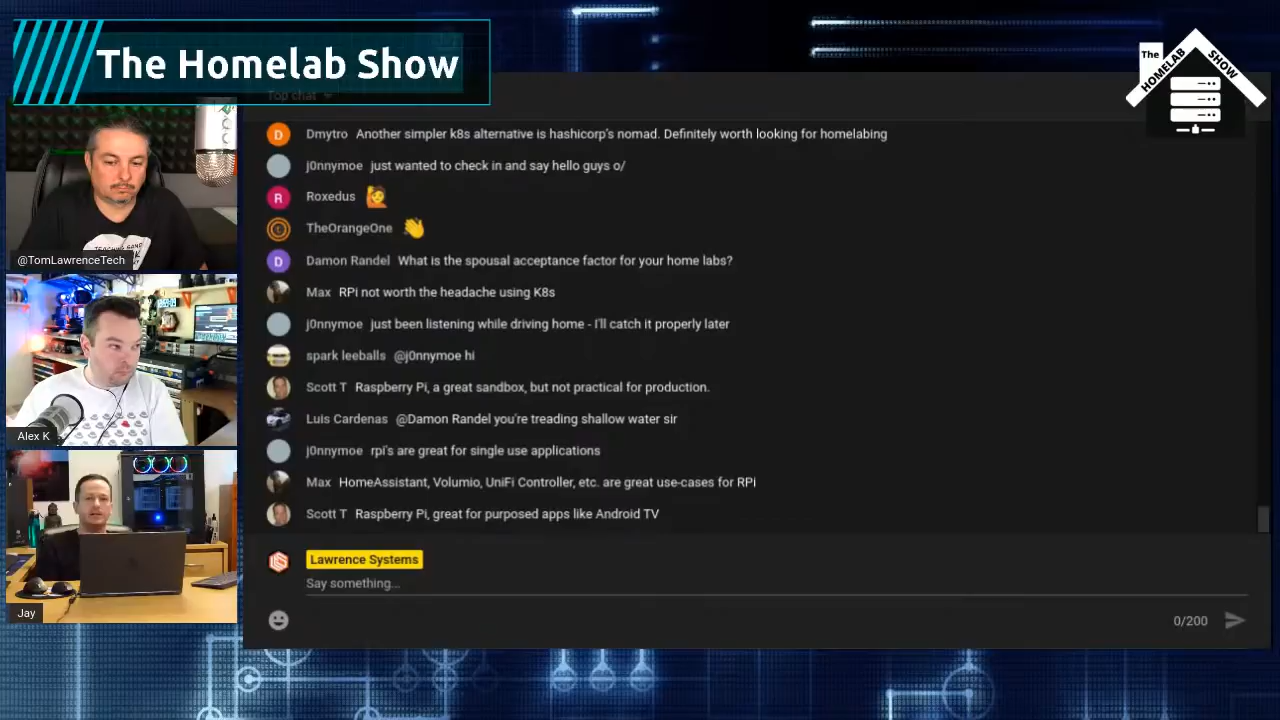 The Homelab Show
The
HOMELAB
SHOW
Top chat
@TomLawrenceTech
Alex K
Jay
Dmytro Another simpler k8s alternative is hashicorp's nomad. Definitely worth looking for homelabing
j0nnymoe just wanted to check in and say hello guys o/
Roxedus 🙋
TheOrangeOne 👋
Damon Randel What is the spousal acceptance factor for your home labs?
Max RPi not worth the headache using K8s
j0nnymoe just been listening while driving home - I'll catch it properly later
spark leeballs @j0nnymoe hi
Scott T Raspberry Pi, a great sandbox, but not practical for production.
Luis Cardenas @Damon Randel you're treading shallow water sir
j0nnymoe rpi's are great for single use applications
Max HomeAssistant, Volumio, UniFi Controller, etc. are great use-cases for RPi
Scott T Raspberry Pi, great for purposed apps like Android TV
Lawrence Systems
Say something...
0/200